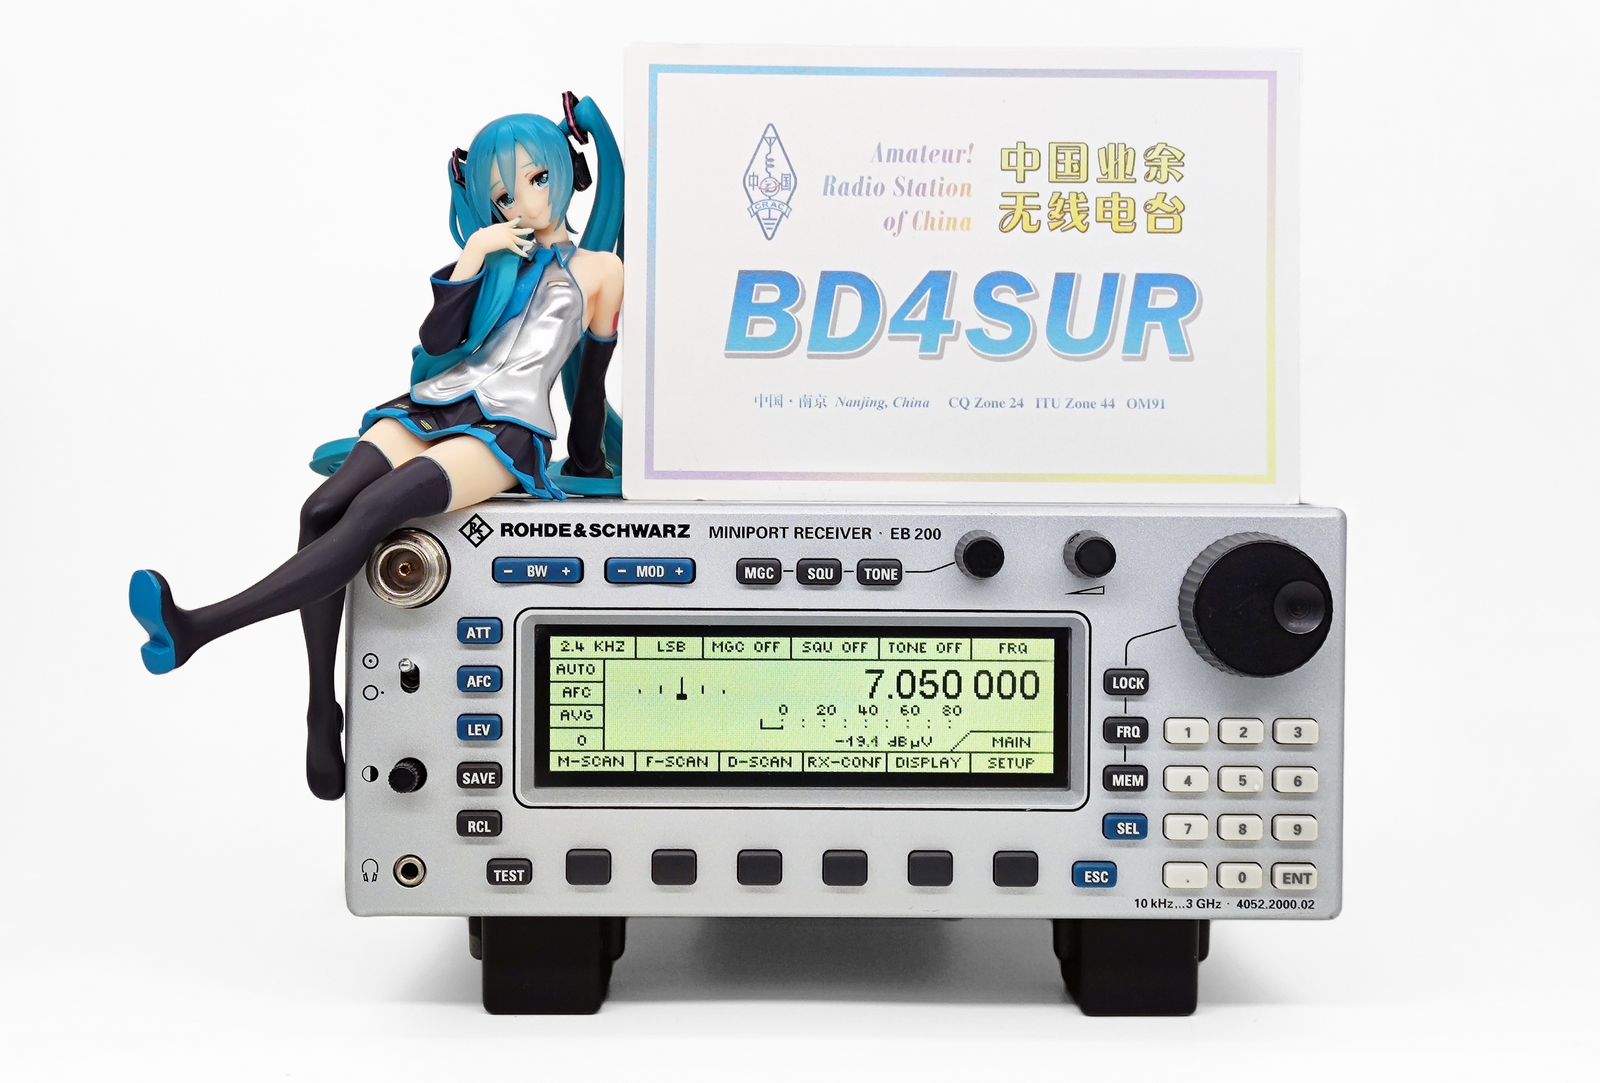 Amateur!
Radio Station
of China
中国业余
无线电台
中 国
CRAC
BD4SUR
中国 · 南京 Nanjing, China CQ Zone 24 ITU Zone 44 OM91
ROHDE & SCHWARZ MINIPORT RECEIVER · EB 200
− BW + − MOD + MGC SQU TONE
ATT
AFC
LEV
SAVE
RCL
TEST
2.4 KHZ LSB MGC OFF SQU OFF TONE OFF FRQ
AUTO
AFC
AVG
0
7.050 000
0 20 40 60 80
-19.1 dBµV MAIN
M-SCAN F-SCAN D-SCAN RX-CONF DISPLAY SETUP
LOCK
FRQ 1 2 3
MEM 4 5 6
SEL 7 8 9
ESC . 0 ENT
10 kHz...3 GHz · 4052.2000.02